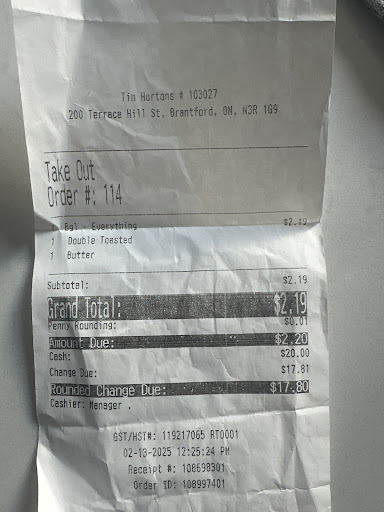 Tim Hortons # 103027
200 Terrace Hill St, Brantford, ON, N3R 1G9
Take Out
Order #: 114
1 Bgl - Everything $2.19
1 Double Toasted
1 Butter
Subtotal: $2.19
Grand Total: $2.19
Penny Rounding: $0.01
Amount Due: $2.20
Cash: $20.00
Change Due: $17.81
Rounded Change Due: $17.80
Cashier: Manager .
GST/HST#: 119217065 RT0001
02-13-2025 12:25:24 PM
Receipt #: 108698301
Order ID: 108997401